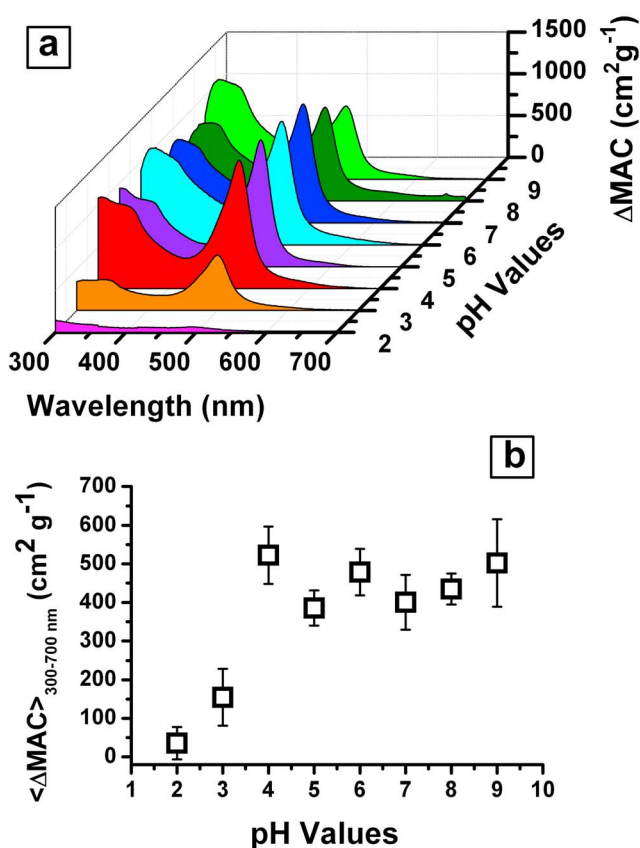 a
1500
1000
500
0
ΔMAC (cm²g⁻¹)
9
8
7
6
5
4
3
2
pH Values
300 400 500 600 700
Wavelength (nm)
b
700
600
500
400
300
200
100
0
<ΔMAC>300-700 nm (cm² g⁻¹)
1 2 3 4 5 6 7 8 9 10
pH Values